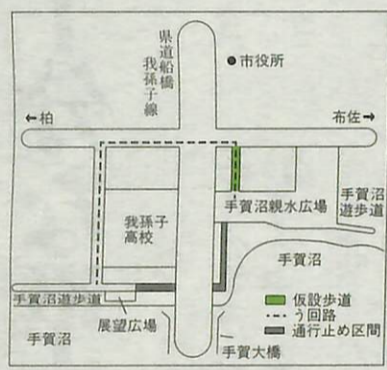 県道船橋
我孫子線
●市役所
←柏
布佐→
手賀沼
遊歩道
手賀沼親水広場
我孫子
高校
手賀沼
手賀沼遊歩道
展望広場
手賀沼
手賀大橋
仮設歩道
う回路
通行止め区間